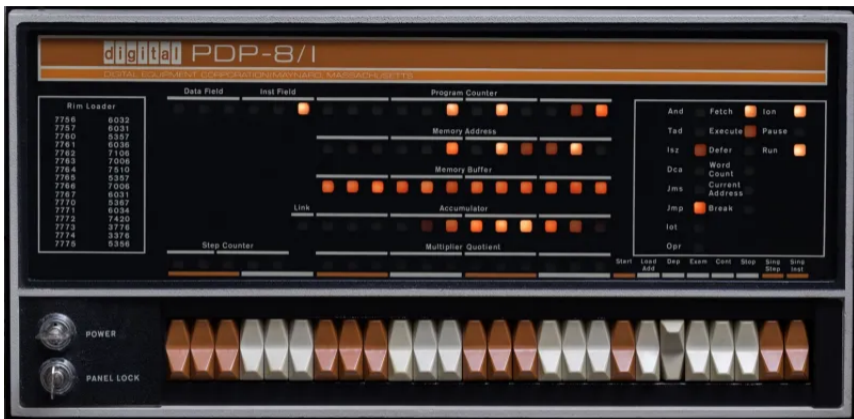 digital PDP-8/I
DIGITAL EQUIPMENT CORPORATION/MAYNARD, MASSACHUSETTS
Data Field Inst Field Program Counter
Rim Loader
7756 6032
7757 6031
7760 5357
7761 6036
7762 7106
7763 7006
7764 7510
7765 5357
7766 7006
7767 6031
7770 5367
7771 6034
7772 7420
7773 3776
7774 3376
7775 5356
Memory Address
Memory Buffer
Link Accumulator
Step Counter Multiplier Quotient
And Fetch Ion
Tad Execute Pause
Isz Defer Run
Dca Word Count
Jms Current Address
Jmp Break
Iot
Opr
Start Load Add Dep Exam Cont Stop Sing Step Sing Inst
POWER
PANEL LOCK